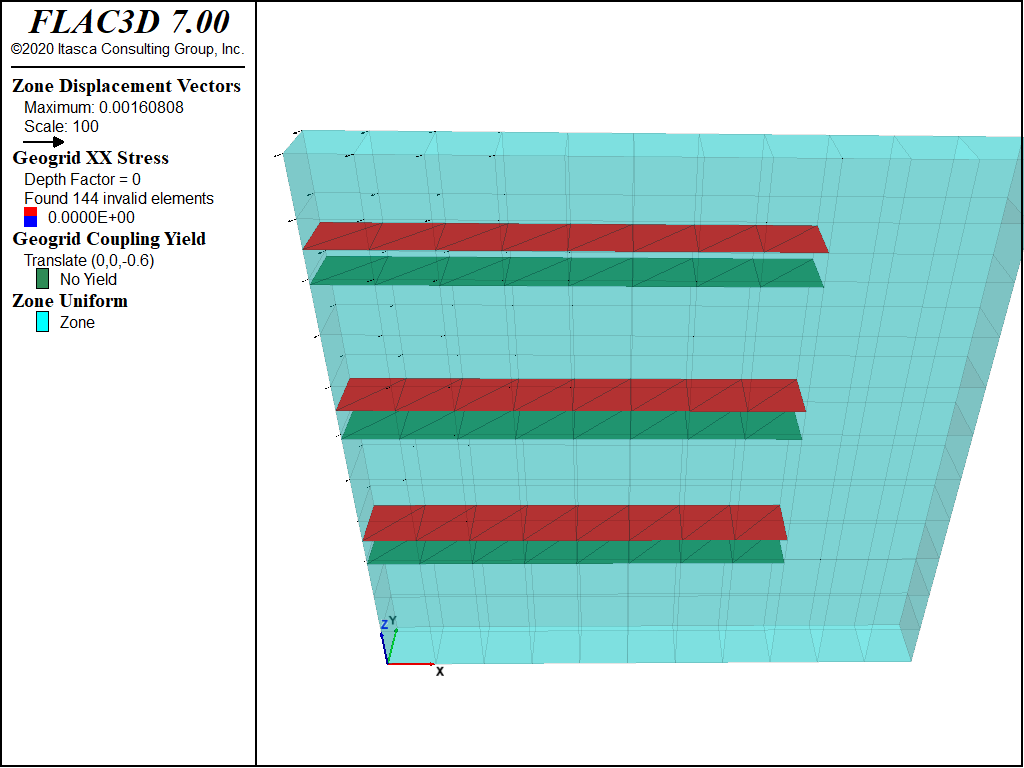 FLAC3D 7.00
©2020 Itasca Consulting Group, Inc.
Zone Displacement Vectors
Maximum: 0.00160808
Scale: 100
Geogrid XX Stress
Depth Factor = 0
Found 144 invalid elements
0.0000E+00
Geogrid Coupling Yield
Translate (0,0,-0.6)
No Yield
Zone Uniform
Zone
Z
Y
X